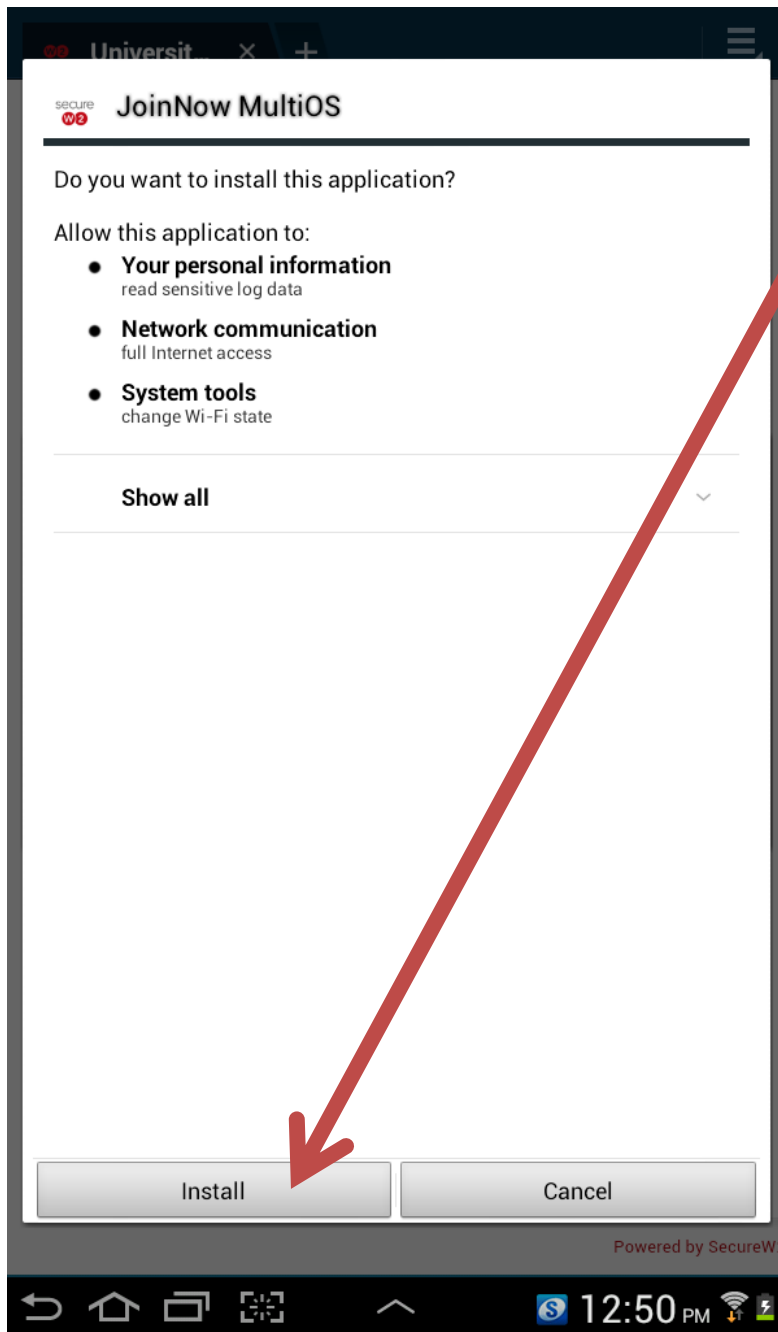 Universit...
secure
W2
JoinNow MultiOS
Do you want to install this application?
Allow this application to:
Your personal information
read sensitive log data
Network communication
full Internet access
System tools
change Wi-Fi state
Show all
Install
Cancel
Powered by SecureW
12:50 PM